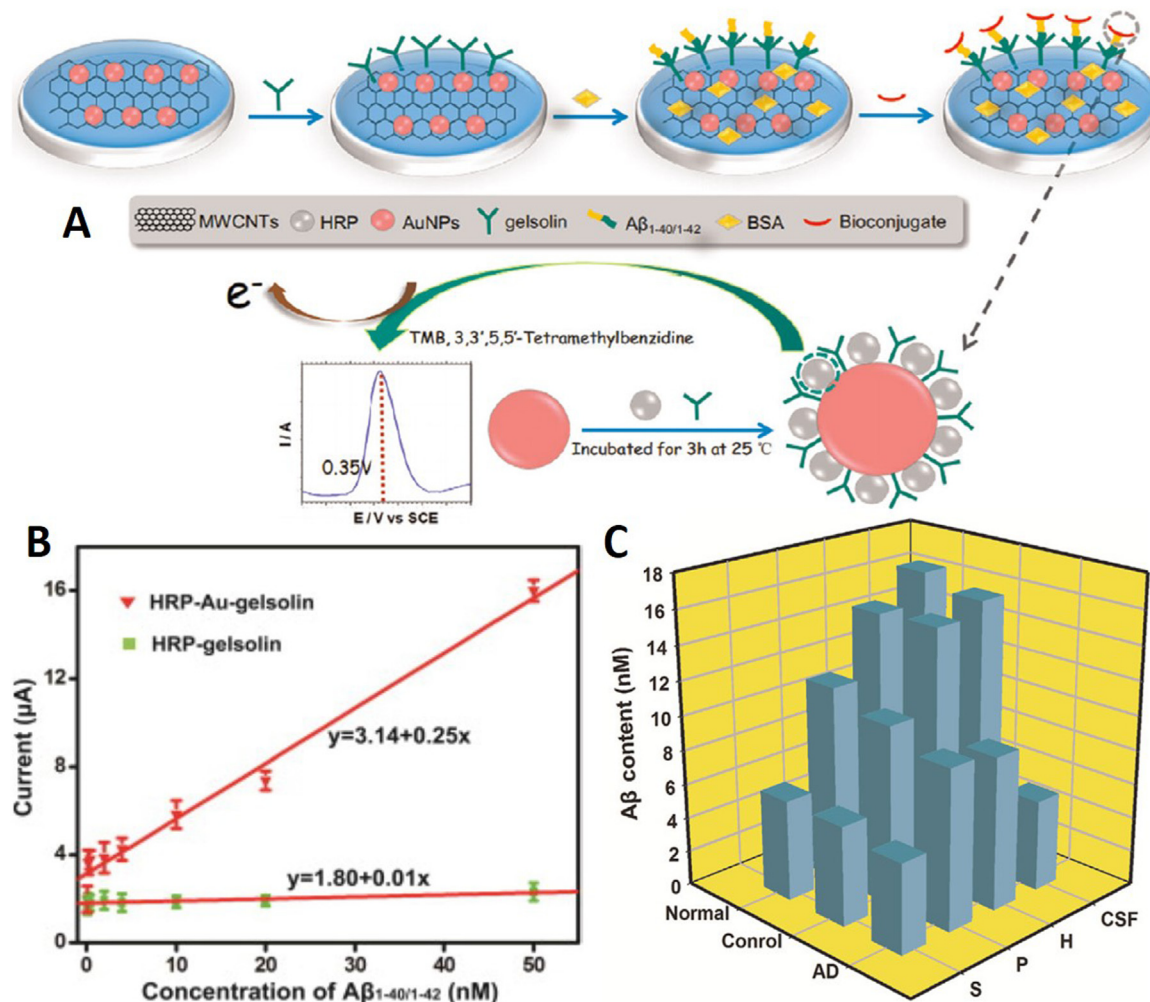 A
MWCNTs HRP AuNPs gelsolin Aβ1-40/1-42 BSA Bioconjugate
e-
TMB, 3,3',5,5'-Tetramethylbenzidine
I / A
0.35V
E / V vs SCE
Incubated for 3h at 25 ℃
B
Current (μA)
16
12
8
4
0
HRP-Au-gelsolin
HRP-gelsolin
y=3.14+0.25x
y=1.80+0.01x
0 10 20 30 40 50
Concentration of Aβ1-40/1-42 (nM)
C
Aβ content (nM)
18
16
14
12
10
8
6
4
2
0
Normal
Conrol
AD
S
P
H
CSF